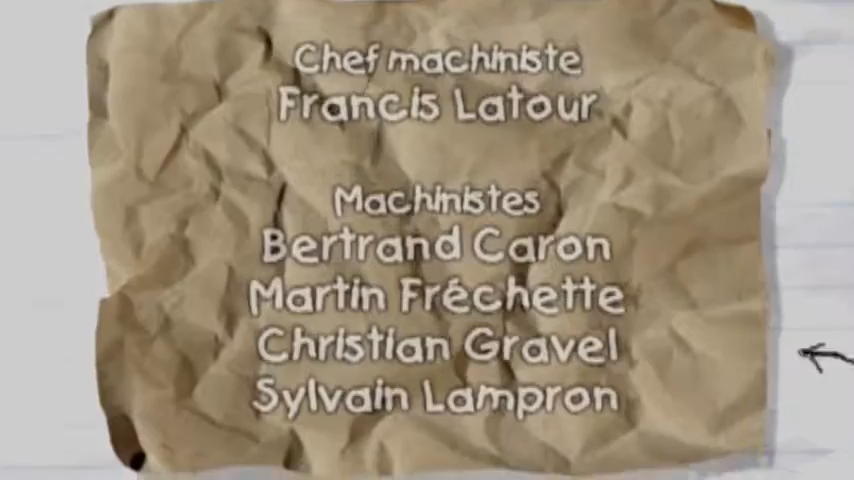 Chef machiniste
Francis Latour
Machinistes
Bertrand Caron
Martin Fréchette
Christian Gravel
Sylvain Lampron